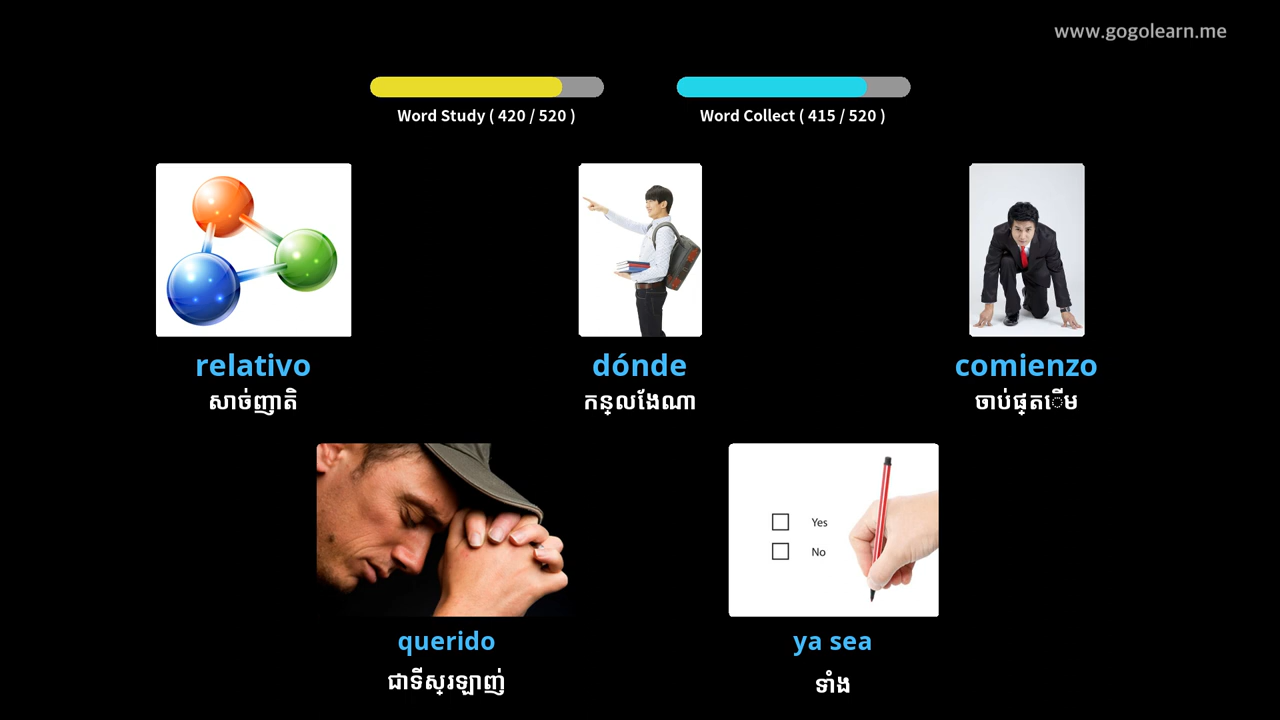 www.gogolearn.me
Word Study ( 420 / 520 )
Word Collect ( 415 / 520 )
relativo
dónde
comienzo
សាច់ញាតិ
កន្លែងណា
ចាប់ផ្តើម
Yes
No
querido
ya sea
ជាទីស្រឡាញ់
ទាំង